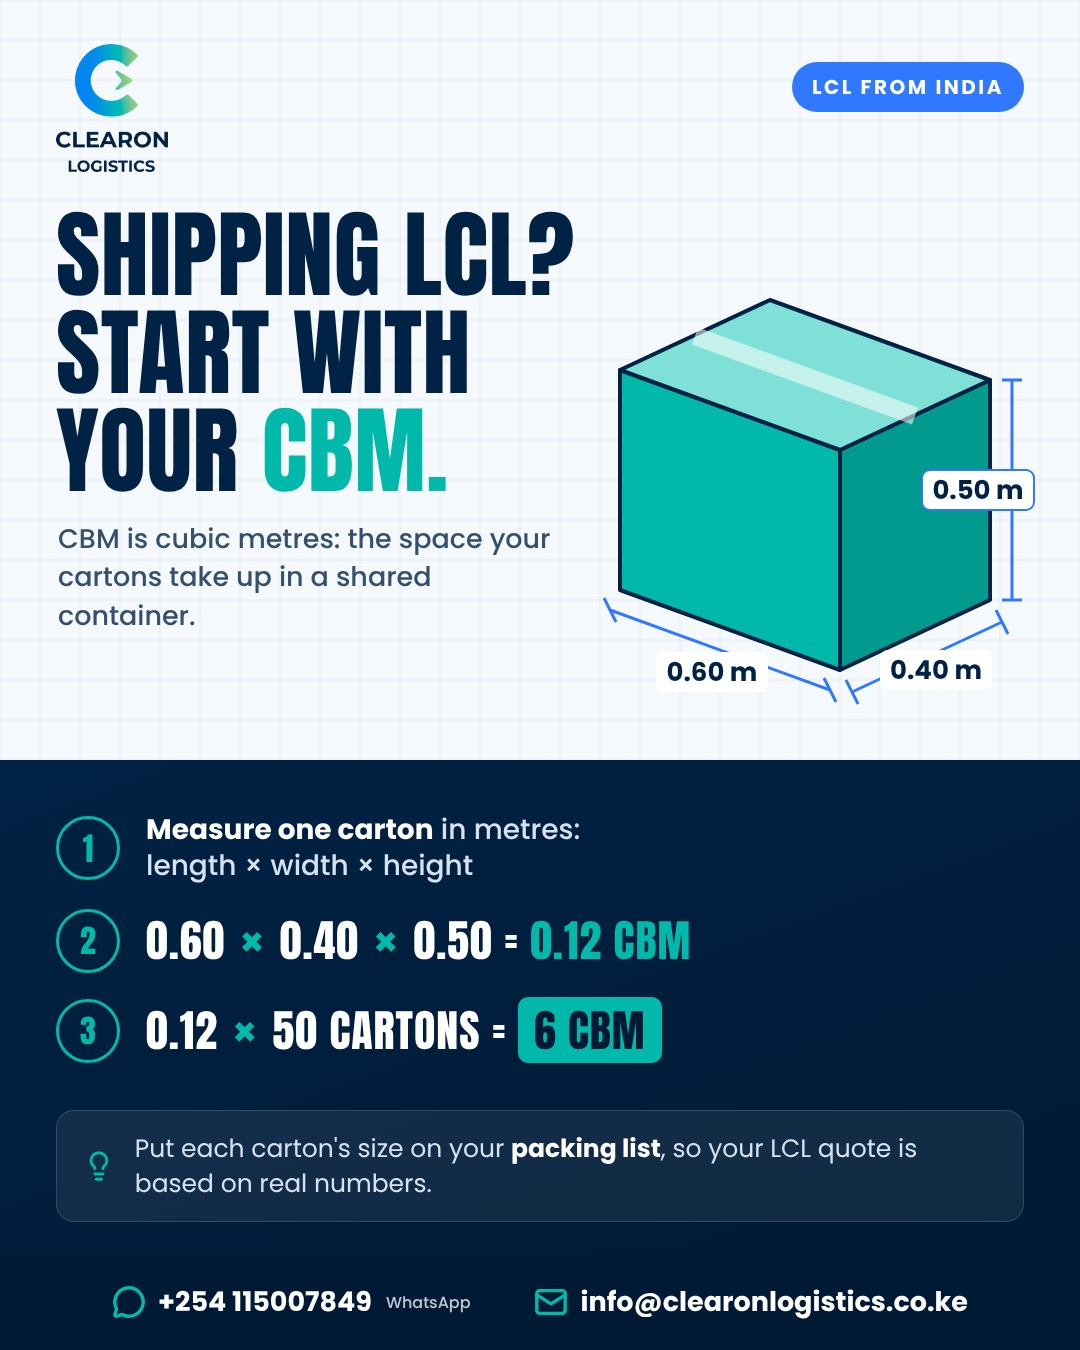 CLEARON
LOGISTICS
LCL FROM INDIA
SHIPPING LCL?
START WITH
YOUR CBM.
CBM is cubic metres: the space your
cartons take up in a shared
container.
0.50 m
0.60 m
0.40 m
1
Measure one carton in metres:
length × width × height
2
0.60 × 0.40 × 0.50 = 0.12 CBM
3
0.12 × 50 CARTONS = 6 CBM
Put each carton's size on your packing list, so your LCL quote is
based on real numbers.
+254 115007849 WhatsApp
info@clearonlogistics.co.ke